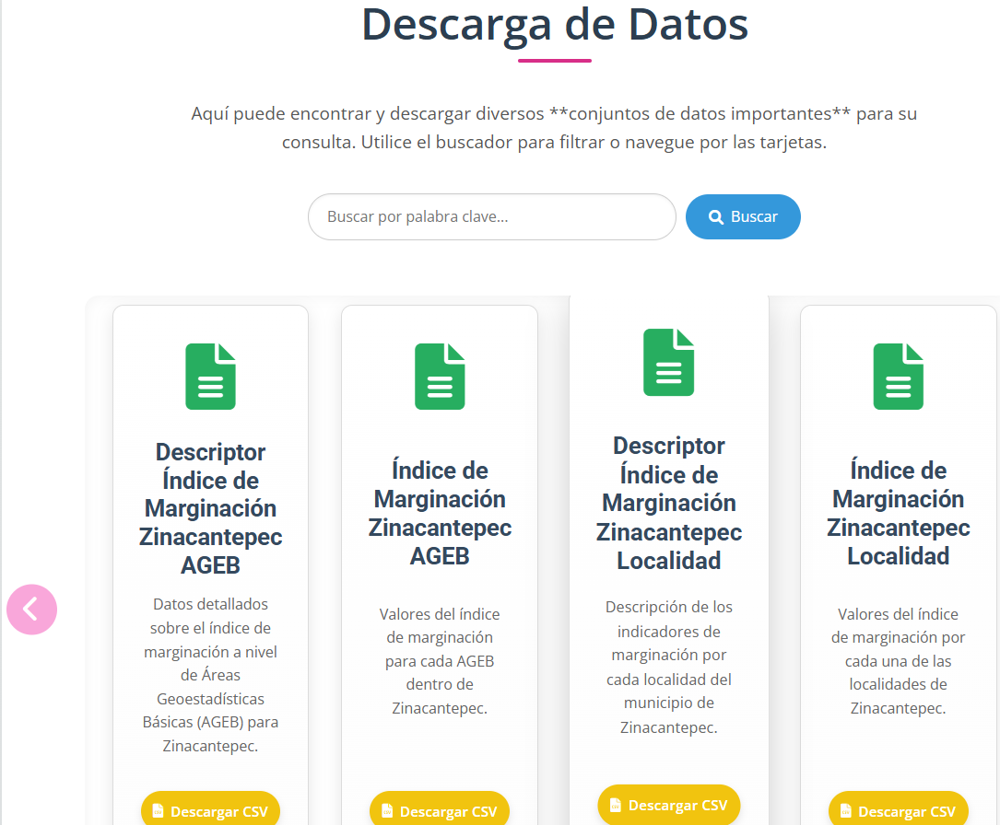 Descarga de Datos
Aquí puede encontrar y descargar diversos **conjuntos de datos importantes** para su
consulta. Utilice el buscador para filtrar o navegue por las tarjetas.
Buscar por palabra clave...
Buscar
Descriptor
Índice de
Marginación
Zinacantepec
AGEB
Datos detallados
sobre el índice de
marginación a nivel
de Áreas
Geoestadísticas
Básicas (AGEB) para
Zinacantepec.
Descargar CSV
Índice de
Marginación
Zinacantepec
AGEB
Valores del índice
de marginación
para cada AGEB
dentro de
Zinacantepec.
Descargar CSV
Descriptor
Índice de
Marginación
Zinacantepec
Localidad
Descripción de los
indicadores de
marginación por
cada localidad del
municipio de
Zinacantepec.
Descargar CSV
Índice de
Marginación
Zinacantepec
Localidad
Valores del índice
de marginación por
cada una de las
localidades de
Zinacantepec.
Descargar CSV